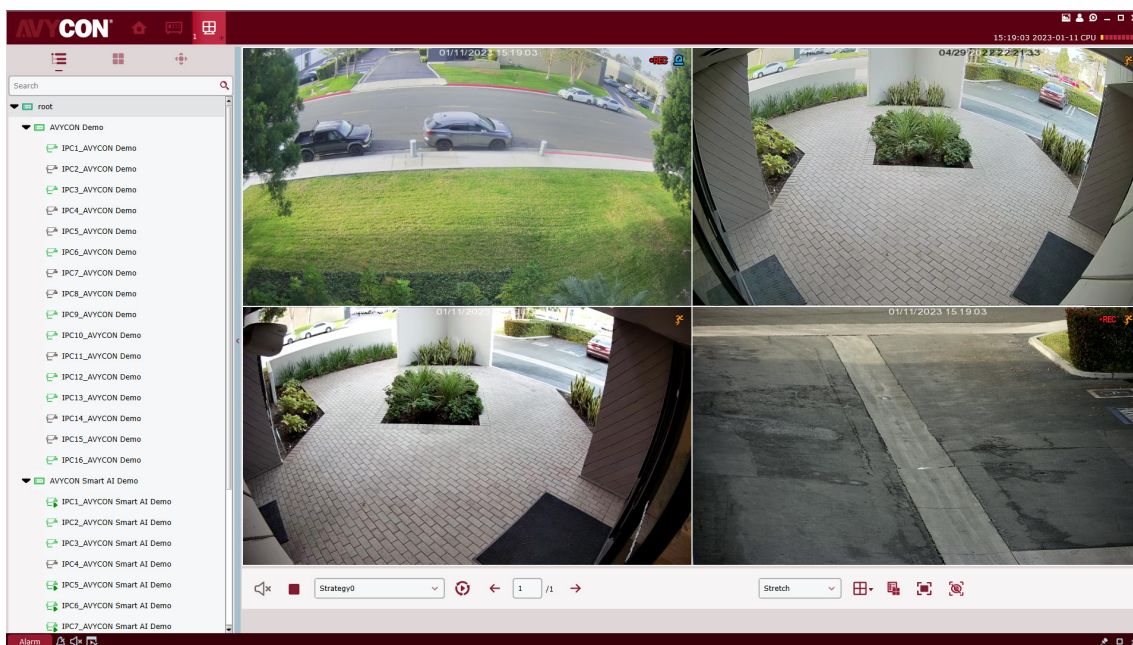 AVYCON
1
15:19:03 2023-01-11 CPU
Search
root
AVYCON Demo
IPC1_AVYCON Demo
IPC2_AVYCON Demo
IPC3_AVYCON Demo
IPC4_AVYCON Demo
IPC5_AVYCON Demo
IPC6_AVYCON Demo
IPC7_AVYCON Demo
IPC8_AVYCON Demo
IPC9_AVYCON Demo
IPC10_AVYCON Demo
IPC11_AVYCON Demo
IPC12_AVYCON Demo
IPC13_AVYCON Demo
IPC14_AVYCON Demo
IPC15_AVYCON Demo
IPC16_AVYCON Demo
AVYCON Smart AI Demo
IPC1_AVYCON Smart AI Demo
IPC2_AVYCON Smart AI Demo
IPC3_AVYCON Smart AI Demo
IPC4_AVYCON Smart AI Demo
IPC5_AVYCON Smart AI Demo
IPC6_AVYCON Smart AI Demo
IPC7_AVYCON Smart AI Demo
01/11/2023 15:19:03
REC
01/11/2023 15:19:03
REC
Strategy0
1 /1
Stretch
Alarm